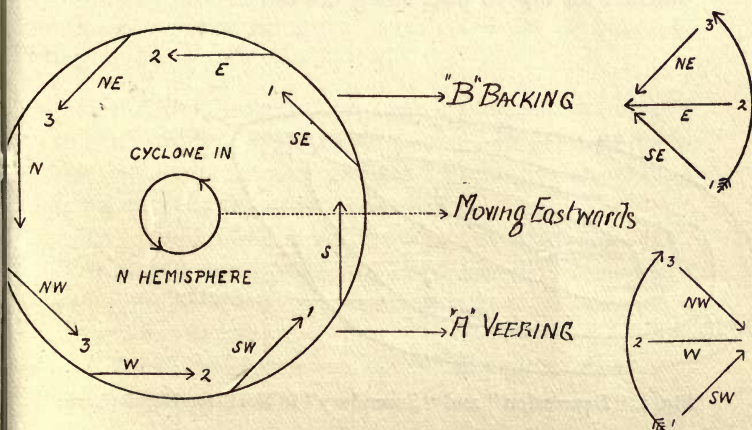 2
E
1
NE
3
SE
N
CYCLONE IN
N HEMISPHERE
S
NW
3
W
2
SW
1
"B" BACKING
Moving Eastwards
"A" VEERING
3
NE
2
E
SE
1
3
NW
2
W
SW
1